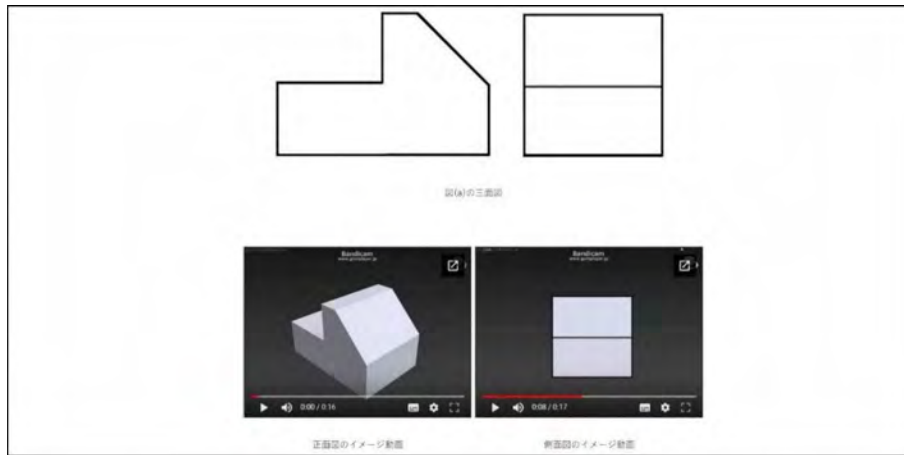 図(a)の三面図
Bandicam
Bandicam
0:00 / 0:16
0:08 / 0:17
正面図のイメージ動画
側面図のイメージ動画